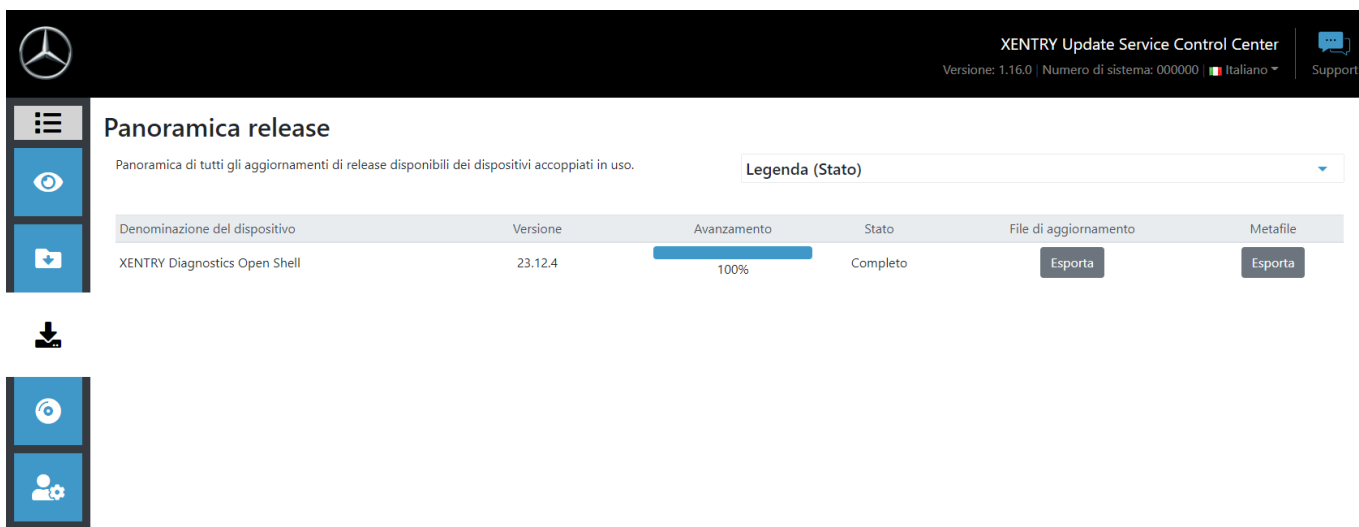 XENTRY Update Service Control Center
Versione: 1.16.0 | Numero di sistema: 000000 | Italiano
Support
Panoramica release
Panoramica di tutti gli aggiornamenti di release disponibili dei dispositivi accoppiati in uso.
Legenda (Stato)
Denominazione del dispositivo Versione Avanzamento Stato File di aggiornamento Metafile
XENTRY Diagnostics Open Shell 23.12.4 100% Completo Esporta Esporta